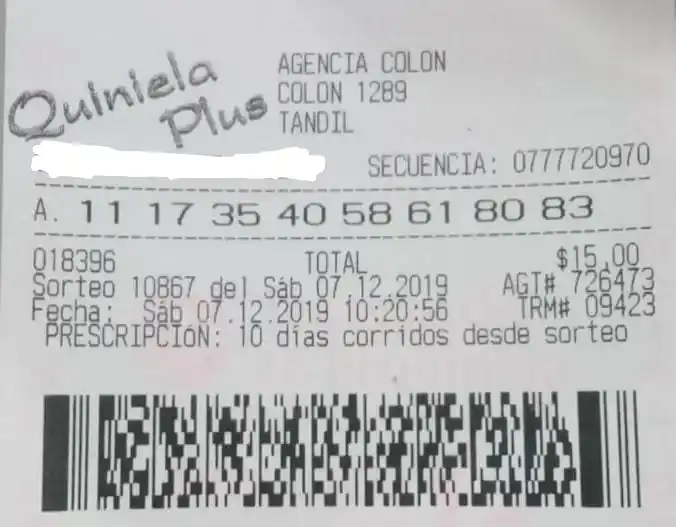 Quiniela
Plus
AGENCIA COLON
COLON 1289
TANDIL
SECUENCIA: 0777720970
A. 11 17 35 40 58 61 80 83
018396 TOTAL $15,00
Sorteo 10867 del Sáb 07.12.2019 AGT# 726473
Fecha: Sáb 07.12.2019 10:20:56 TRM# 09423
PRESCRIPCIóN: 10 días corridos desde sorteo